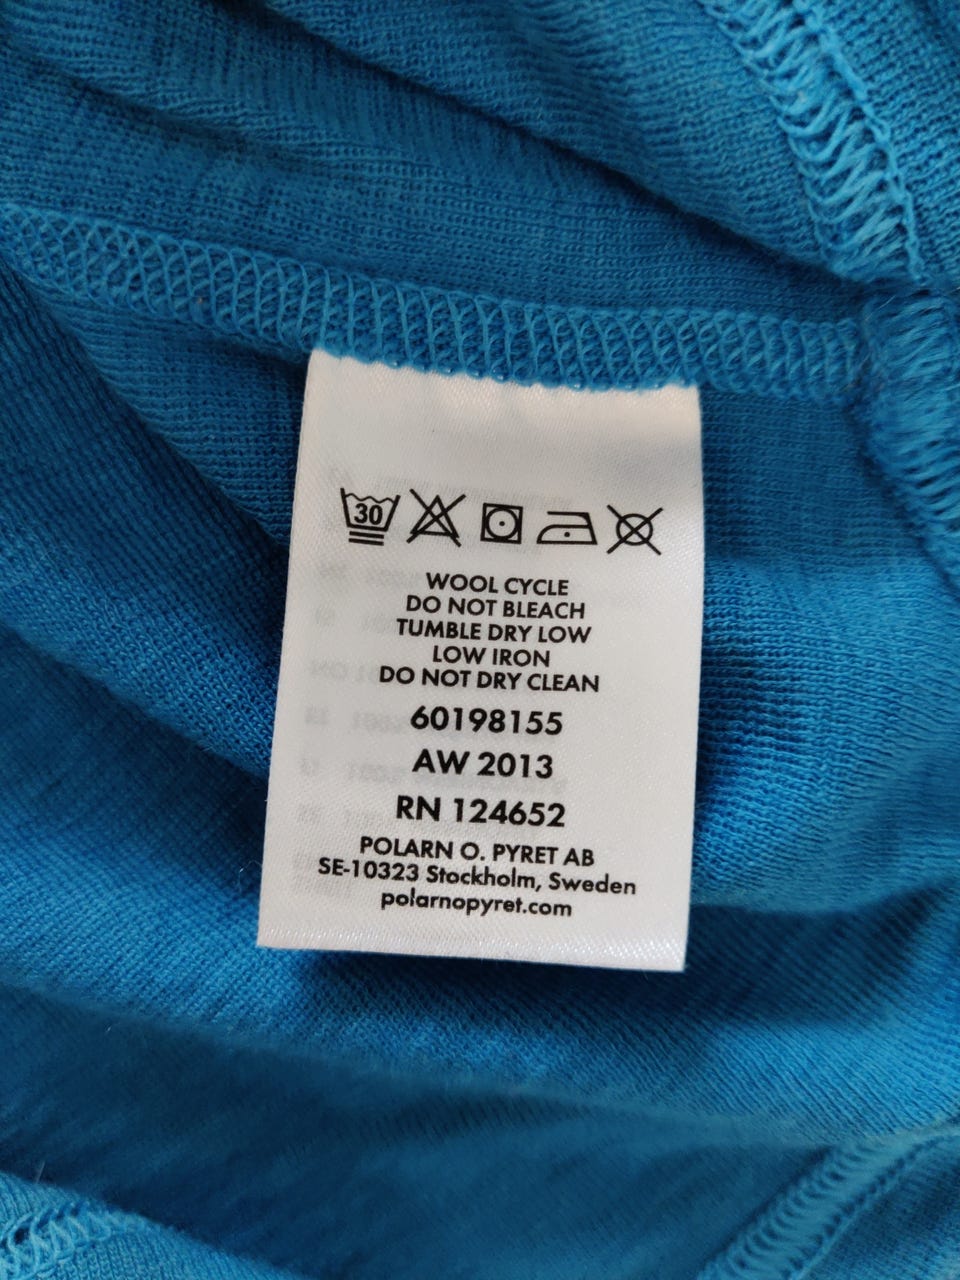 30
WOOL CYCLE
DO NOT BLEACH
TUMBLE DRY LOW
LOW IRON
DO NOT DRY CLEAN
60198155
AW 2013
RN 124652
POLARN O. PYRET AB
SE-10323 Stockholm, Sweden
polarnopyret.com